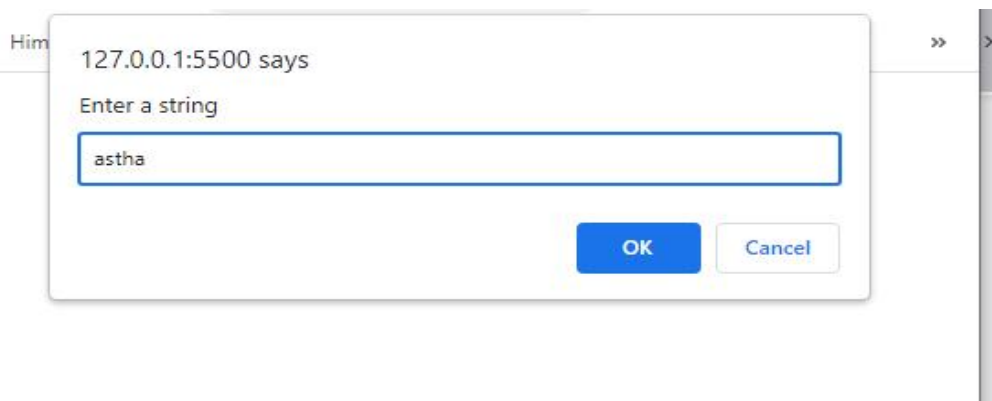 Him
127.0.0.1:5500 says
»
Enter a string
astha
OK
Cancel